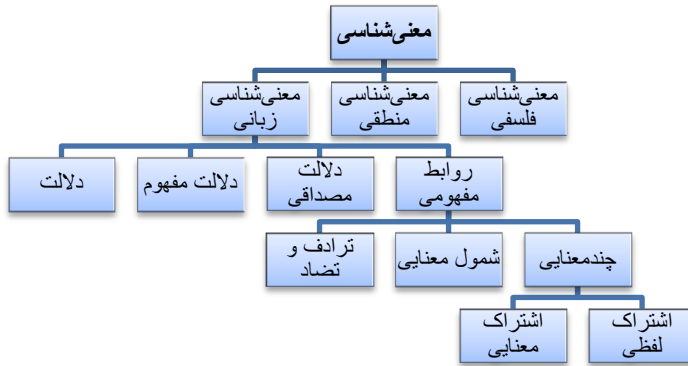 معنی‌شناسی
معنی‌شناسی
فلسفی
معنی‌شناسی
منطقی
معنی‌شناسی
زبانی
روابط
مفهومی
دلالت
مصداقی
دلالت مفهوم
دلالت
چندمعنایی
شمول معنایی
ترادف و
تضاد
اشتراک
لفظی
اشتراک
معنایی